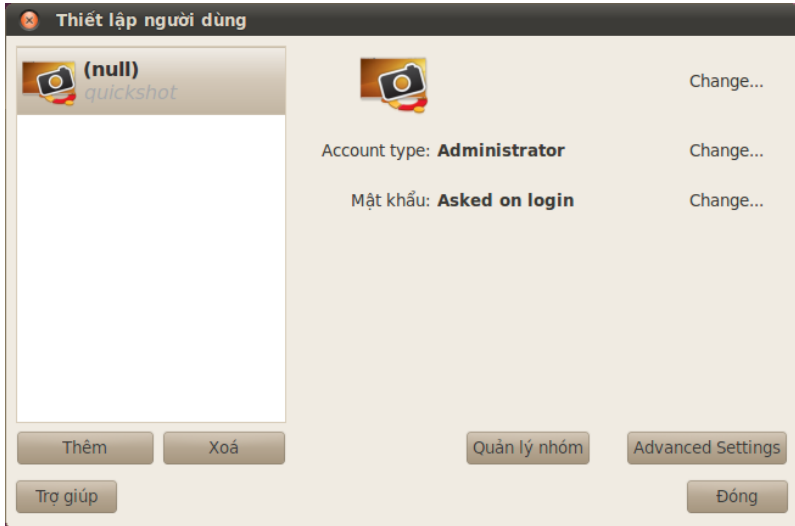 Thiết lập người dùng
(null)
quickshot
Change...
Account type: Administrator
Change...
Mật khẩu: Asked on login
Change...
Thêm
Xoá
Quản lý nhóm
Advanced Settings
Trợ giúp
Đóng